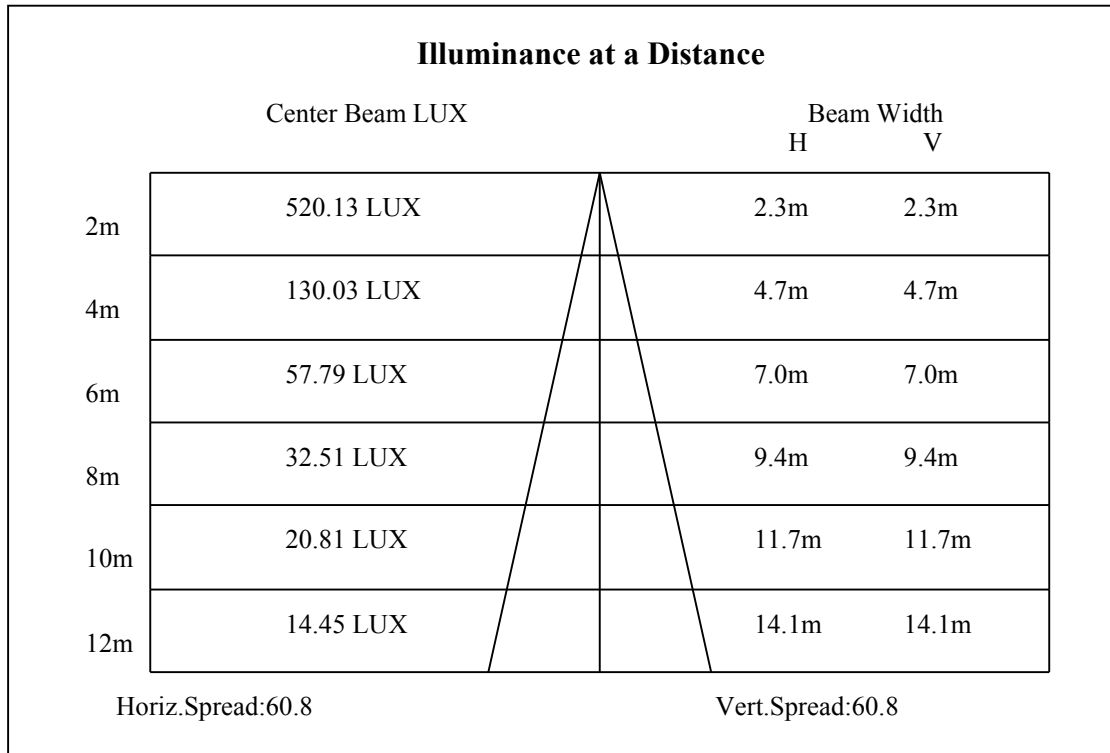 Illuminance at a Distance
Center Beam LUX Beam Width
H V
2m 520.13 LUX 2.3m 2.3m
4m 130.03 LUX 4.7m 4.7m
6m 57.79 LUX 7.0m 7.0m
8m 32.51 LUX 9.4m 9.4m
10m 20.81 LUX 11.7m 11.7m
12m 14.45 LUX 14.1m 14.1m
Horiz.Spread:60.8 Vert.Spread:60.8